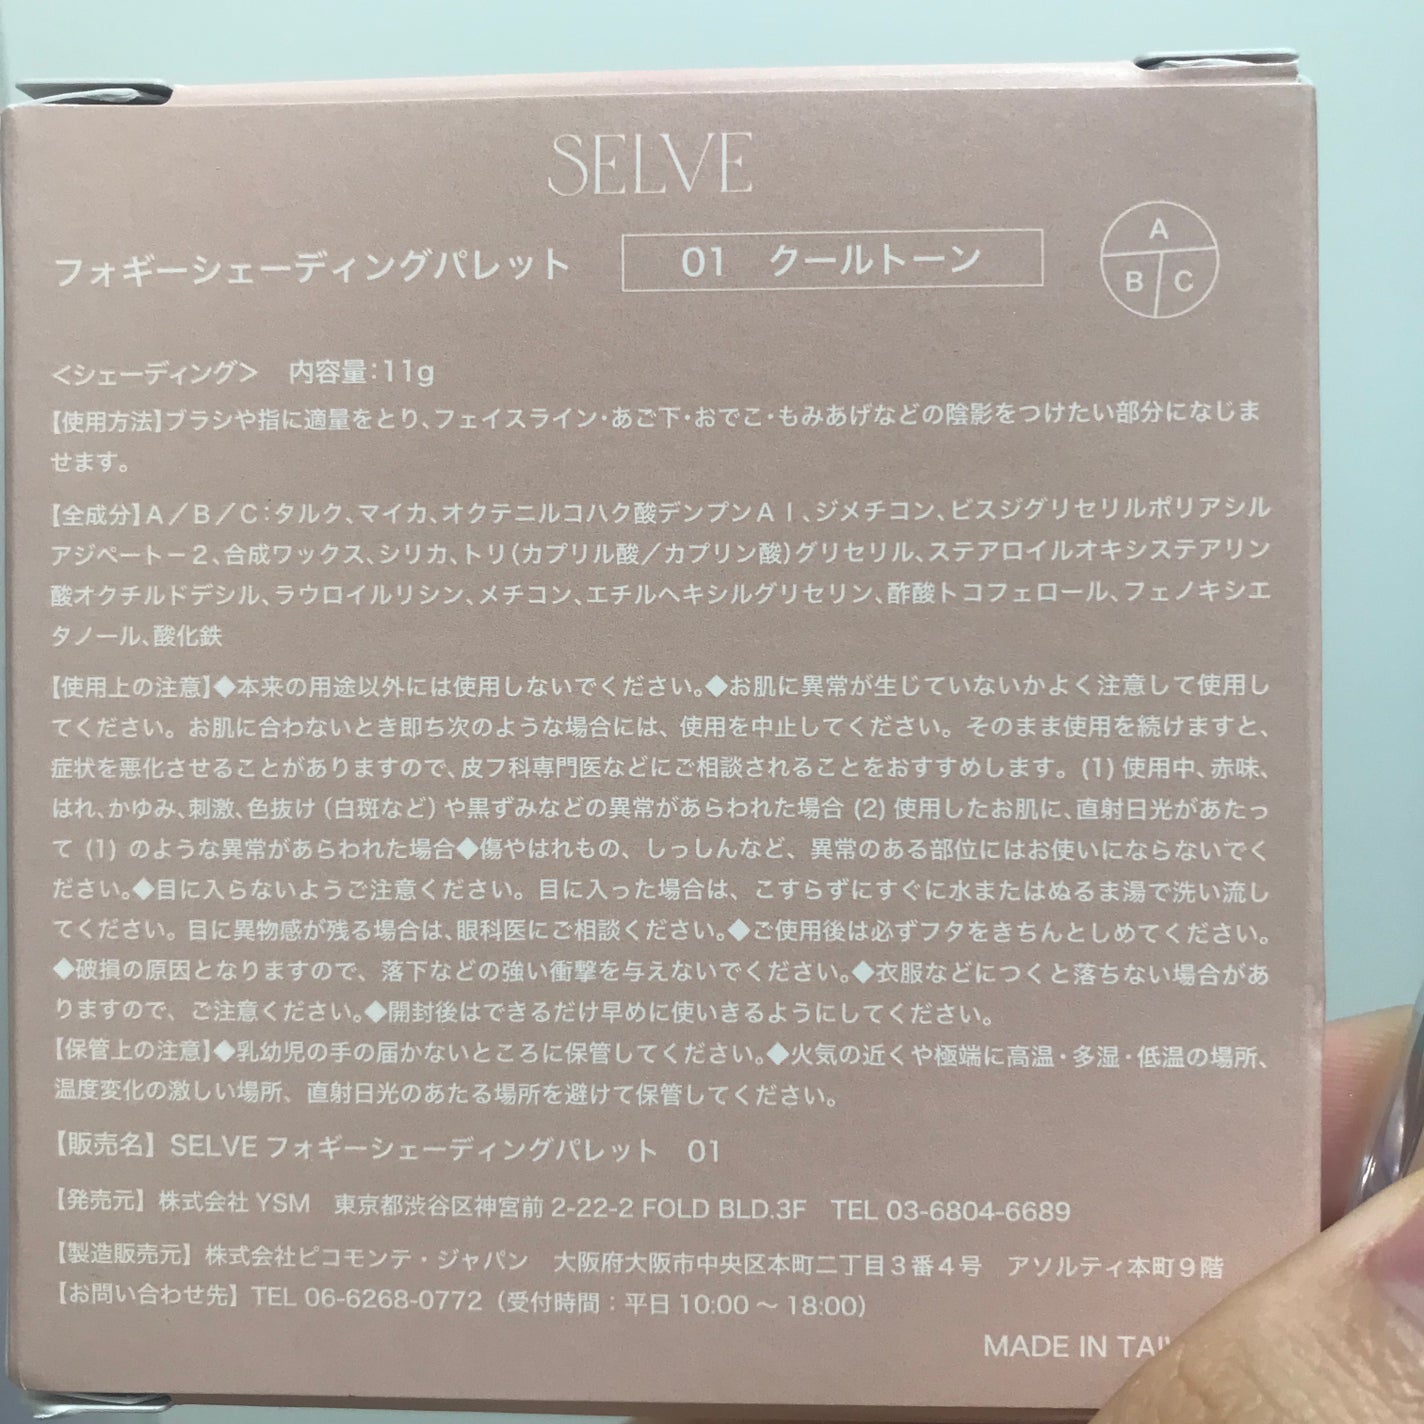 SELVE
フォギーシェーディングパレット 01 クールトーン
A
B C
＜シェーディング＞ 内容量：11g
【使用方法】ブラシや指に適量をとり、フェイスライン・あご下・おでこ・もみあげなどの陰影をつけたい部分になじま
せます。
【全成分】A／B／C：タルク、マイカ、オクテニルコハク酸デンプンＡｌ、ジメチコン、ビスジグリセリルポリアシル
アジペート－２、合成ワックス、シリカ、トリ（カプリル酸／カプリン酸）グリセリル、ステアロイルオキシステアリン
酸オクチルドデシル、ラウロイルリシン、メチコン、エチルヘキシルグリセリン、酢酸トコフェロール、フェノキシエ
タノール、酸化鉄
【使用上の注意】◆本来の用途以外には使用しないでください。◆お肌に異常が生じていないかよく注意して使用し
てください。お肌に合わないとき即ち次のような場合には、使用を中止してください。そのまま使用を続けますと、
症状を悪化させることがありますので、皮フ科専門医などにご相談されることをおすすめします。(1) 使用中、赤味、
はれ、かゆみ、刺激、色抜け（白斑など）や黒ずみなどの異常があらわれた場合 (2) 使用したお肌に、直射日光があたっ
て (1) のような異常があらわれた場合◆傷やはれもの、しっしんなど、異常のある部位にはお使いにならないでく
ださい。◆目に入らないようご注意ください。目に入った場合は、こすらずにすぐに水またはぬるま湯で洗い流し
てください。目に異物感が残る場合は、眼科医にご相談ください。◆ご使用後は必ずフタをきちんとしめてください。
◆破損の原因となりますので、落下などの強い衝撃を与えないでください。◆衣服などにつくと落ちない場合があ
りますので、ご注意ください。◆開封後はできるだけ早めに使いきるようにしてください。
【保管上の注意】◆乳幼児の手の届かないところに保管してください。◆火気の近くや極端に高温・多湿・低温の場所、
温度変化の激しい場所、直射日光のあたる場所を避けて保管してください。
【販売名】SELVE フォギーシェーディングパレット 01
【発売元】株式会社 YSM 東京都渋谷区神宮前 2-22-2 FOLD BLD.3F TEL 03-6804-6689
【製造販売元】株式会社ピコモンテ・ジャパン 大阪府大阪市中央区本町二丁目３番４号 アソルティ本町９階
【お問い合わせ先】TEL 06-6268-0772（受付時間：平日 10:00 ～ 18:00）
MADE IN